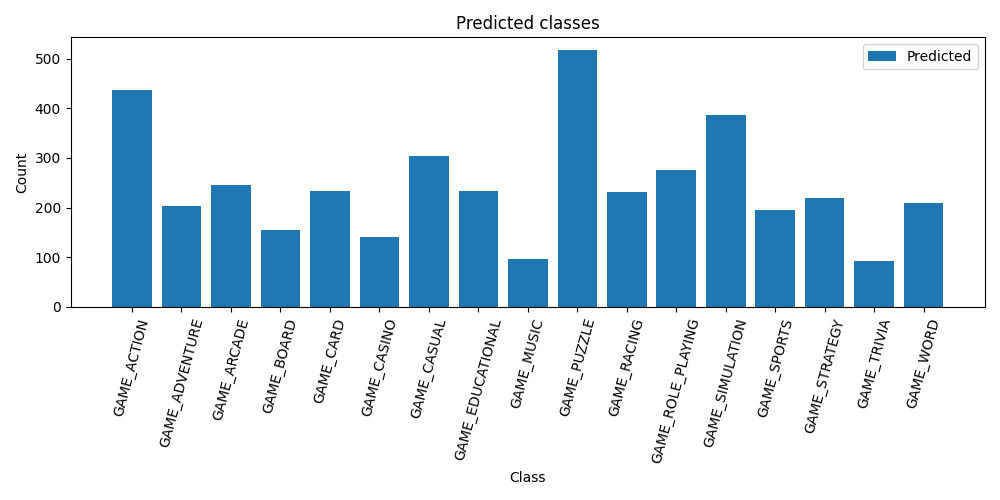 Predicted classes
Predicted
Count
500
400
300
200
100
0
GAME_ACTION
GAME_ADVENTURE
GAME_ARCADE
GAME_BOARD
GAME_CARD
GAME_CASINO
GAME_CASUAL
GAME_EDUCATIONAL
GAME_MUSIC
GAME_PUZZLE
GAME_RACING
GAME_ROLE_PLAYING
GAME_SIMULATION
GAME_SPORTS
GAME_STRATEGY
GAME_TRIVIA
GAME_WORD
Class